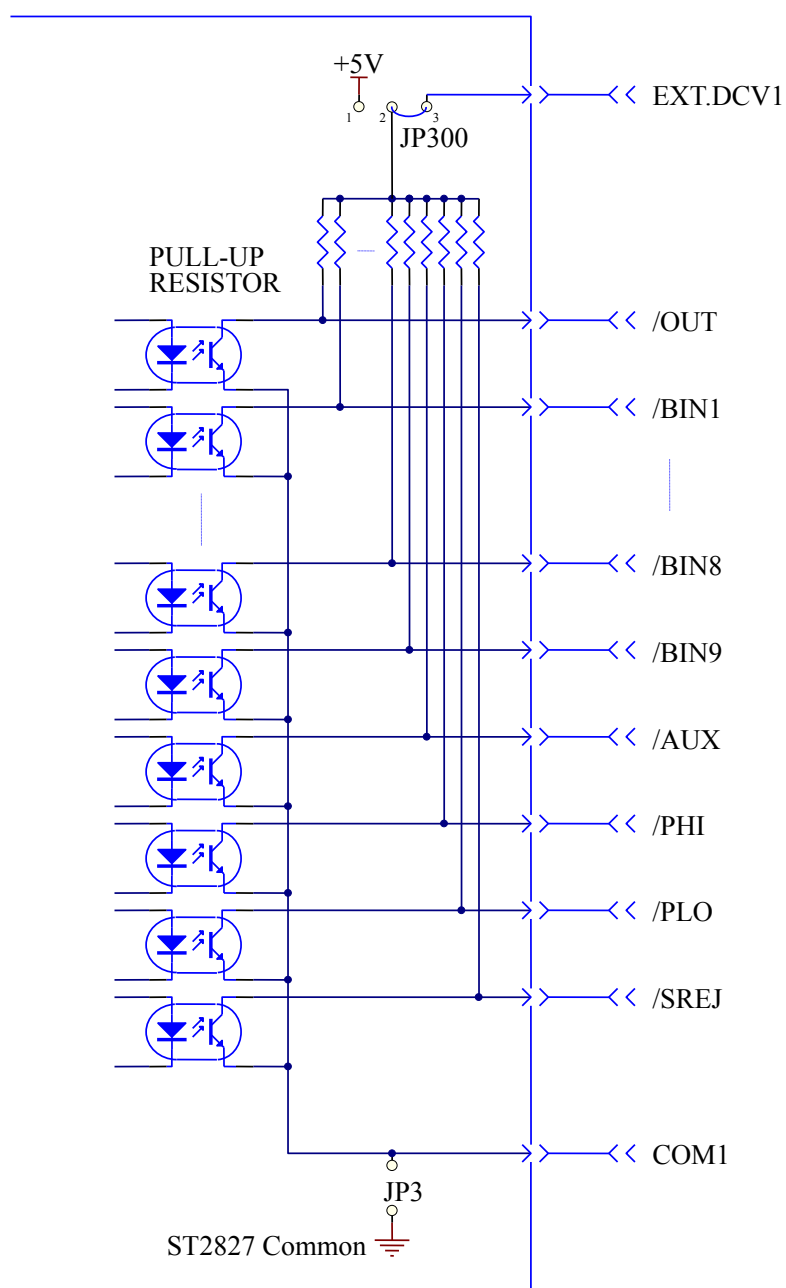 +5V
EXT.DCV1
1
2
3
JP300
PULL-UP
RESISTOR
/OUT
/BIN1
/BIN8
/BIN9
/AUX
/PHI
/PLO
/SREJ
COM1
JP3
ST2827 Common